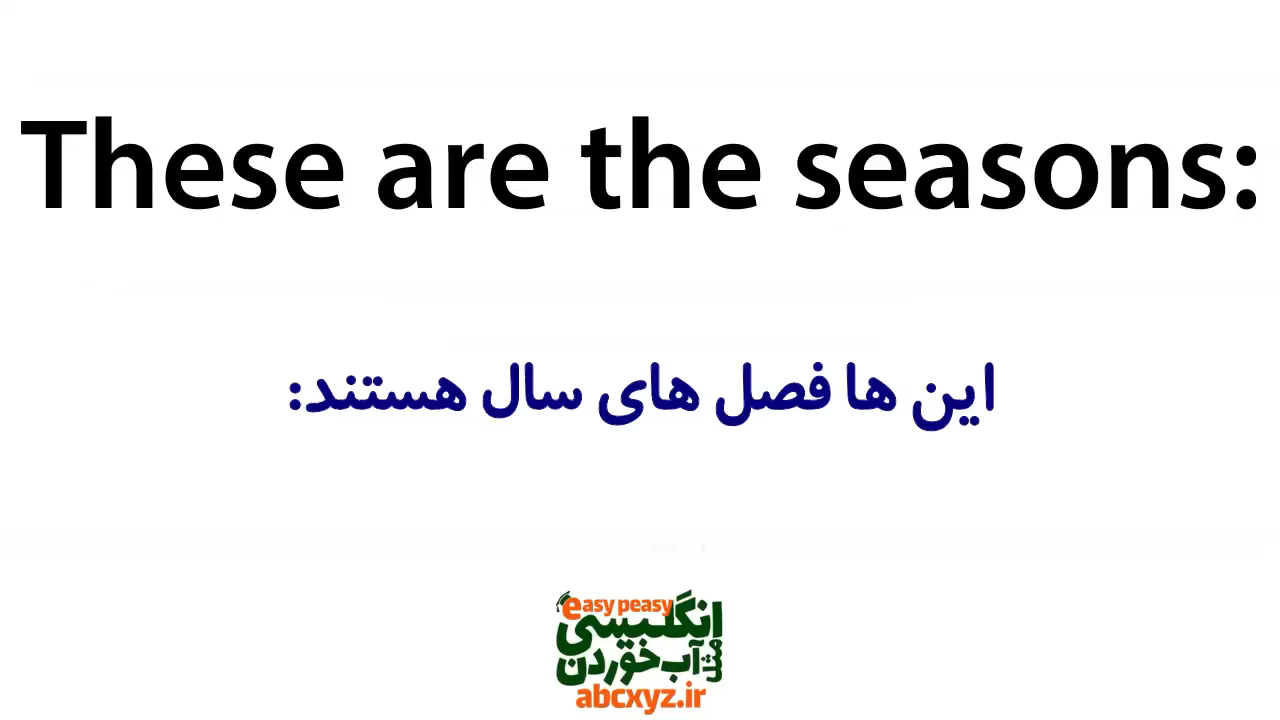 These are the seasons:
این ها فصل های سال هستند:
easy peasy
انگلیسی
مثل آب خوردن
abcxyz.ir